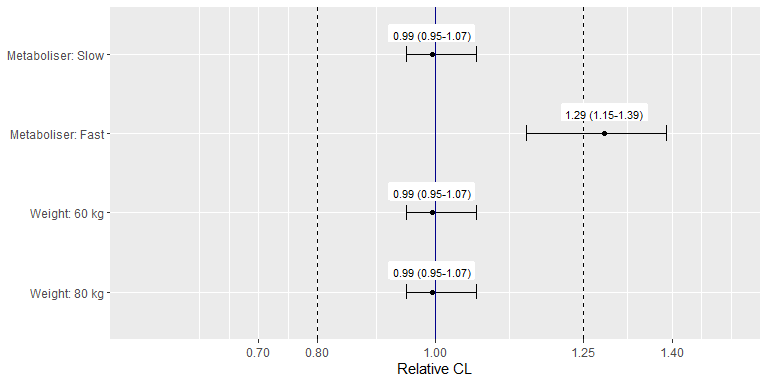 0.99 (0.95-1.07)
Metaboliser: Slow
1.29 (1.15-1.39)
Metaboliser: Fast
0.99 (0.95-1.07)
Weight: 60 kg
0.99 (0.95-1.07)
Weight: 80 kg
0.70 0.80 1.00 1.25 1.40
Relative CL